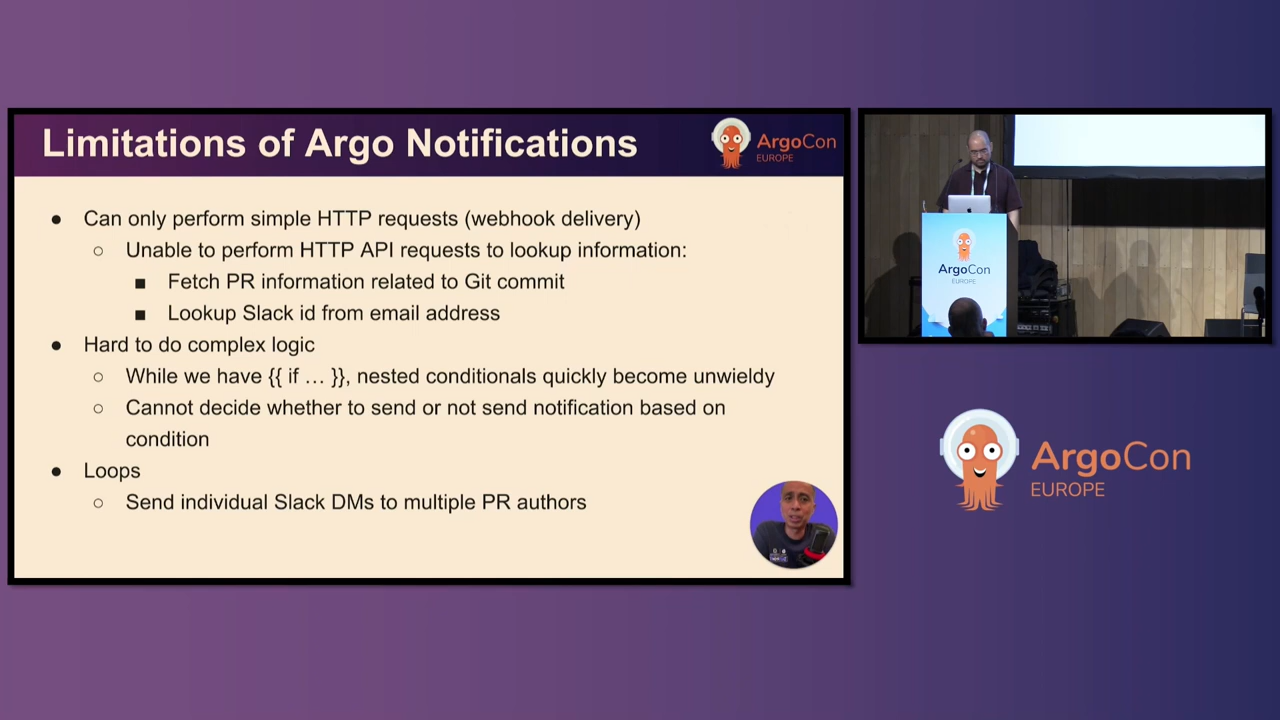 Limitations of Argo Notifications
ArgoCon
EUROPE
● Can only perform simple HTTP requests (webhook delivery)
○ Unable to perform HTTP API requests to lookup information:
■ Fetch PR information related to Git commit
■ Lookup Slack id from email address
● Hard to do complex logic
○ While we have {{ if … }}, nested conditionals quickly become unwieldy
○ Cannot decide whether to send or not send notification based on
condition
● Loops
○ Send individual Slack DMs to multiple PR authors
ArgoCon
EUROPE
ArgoCon
EUROPE